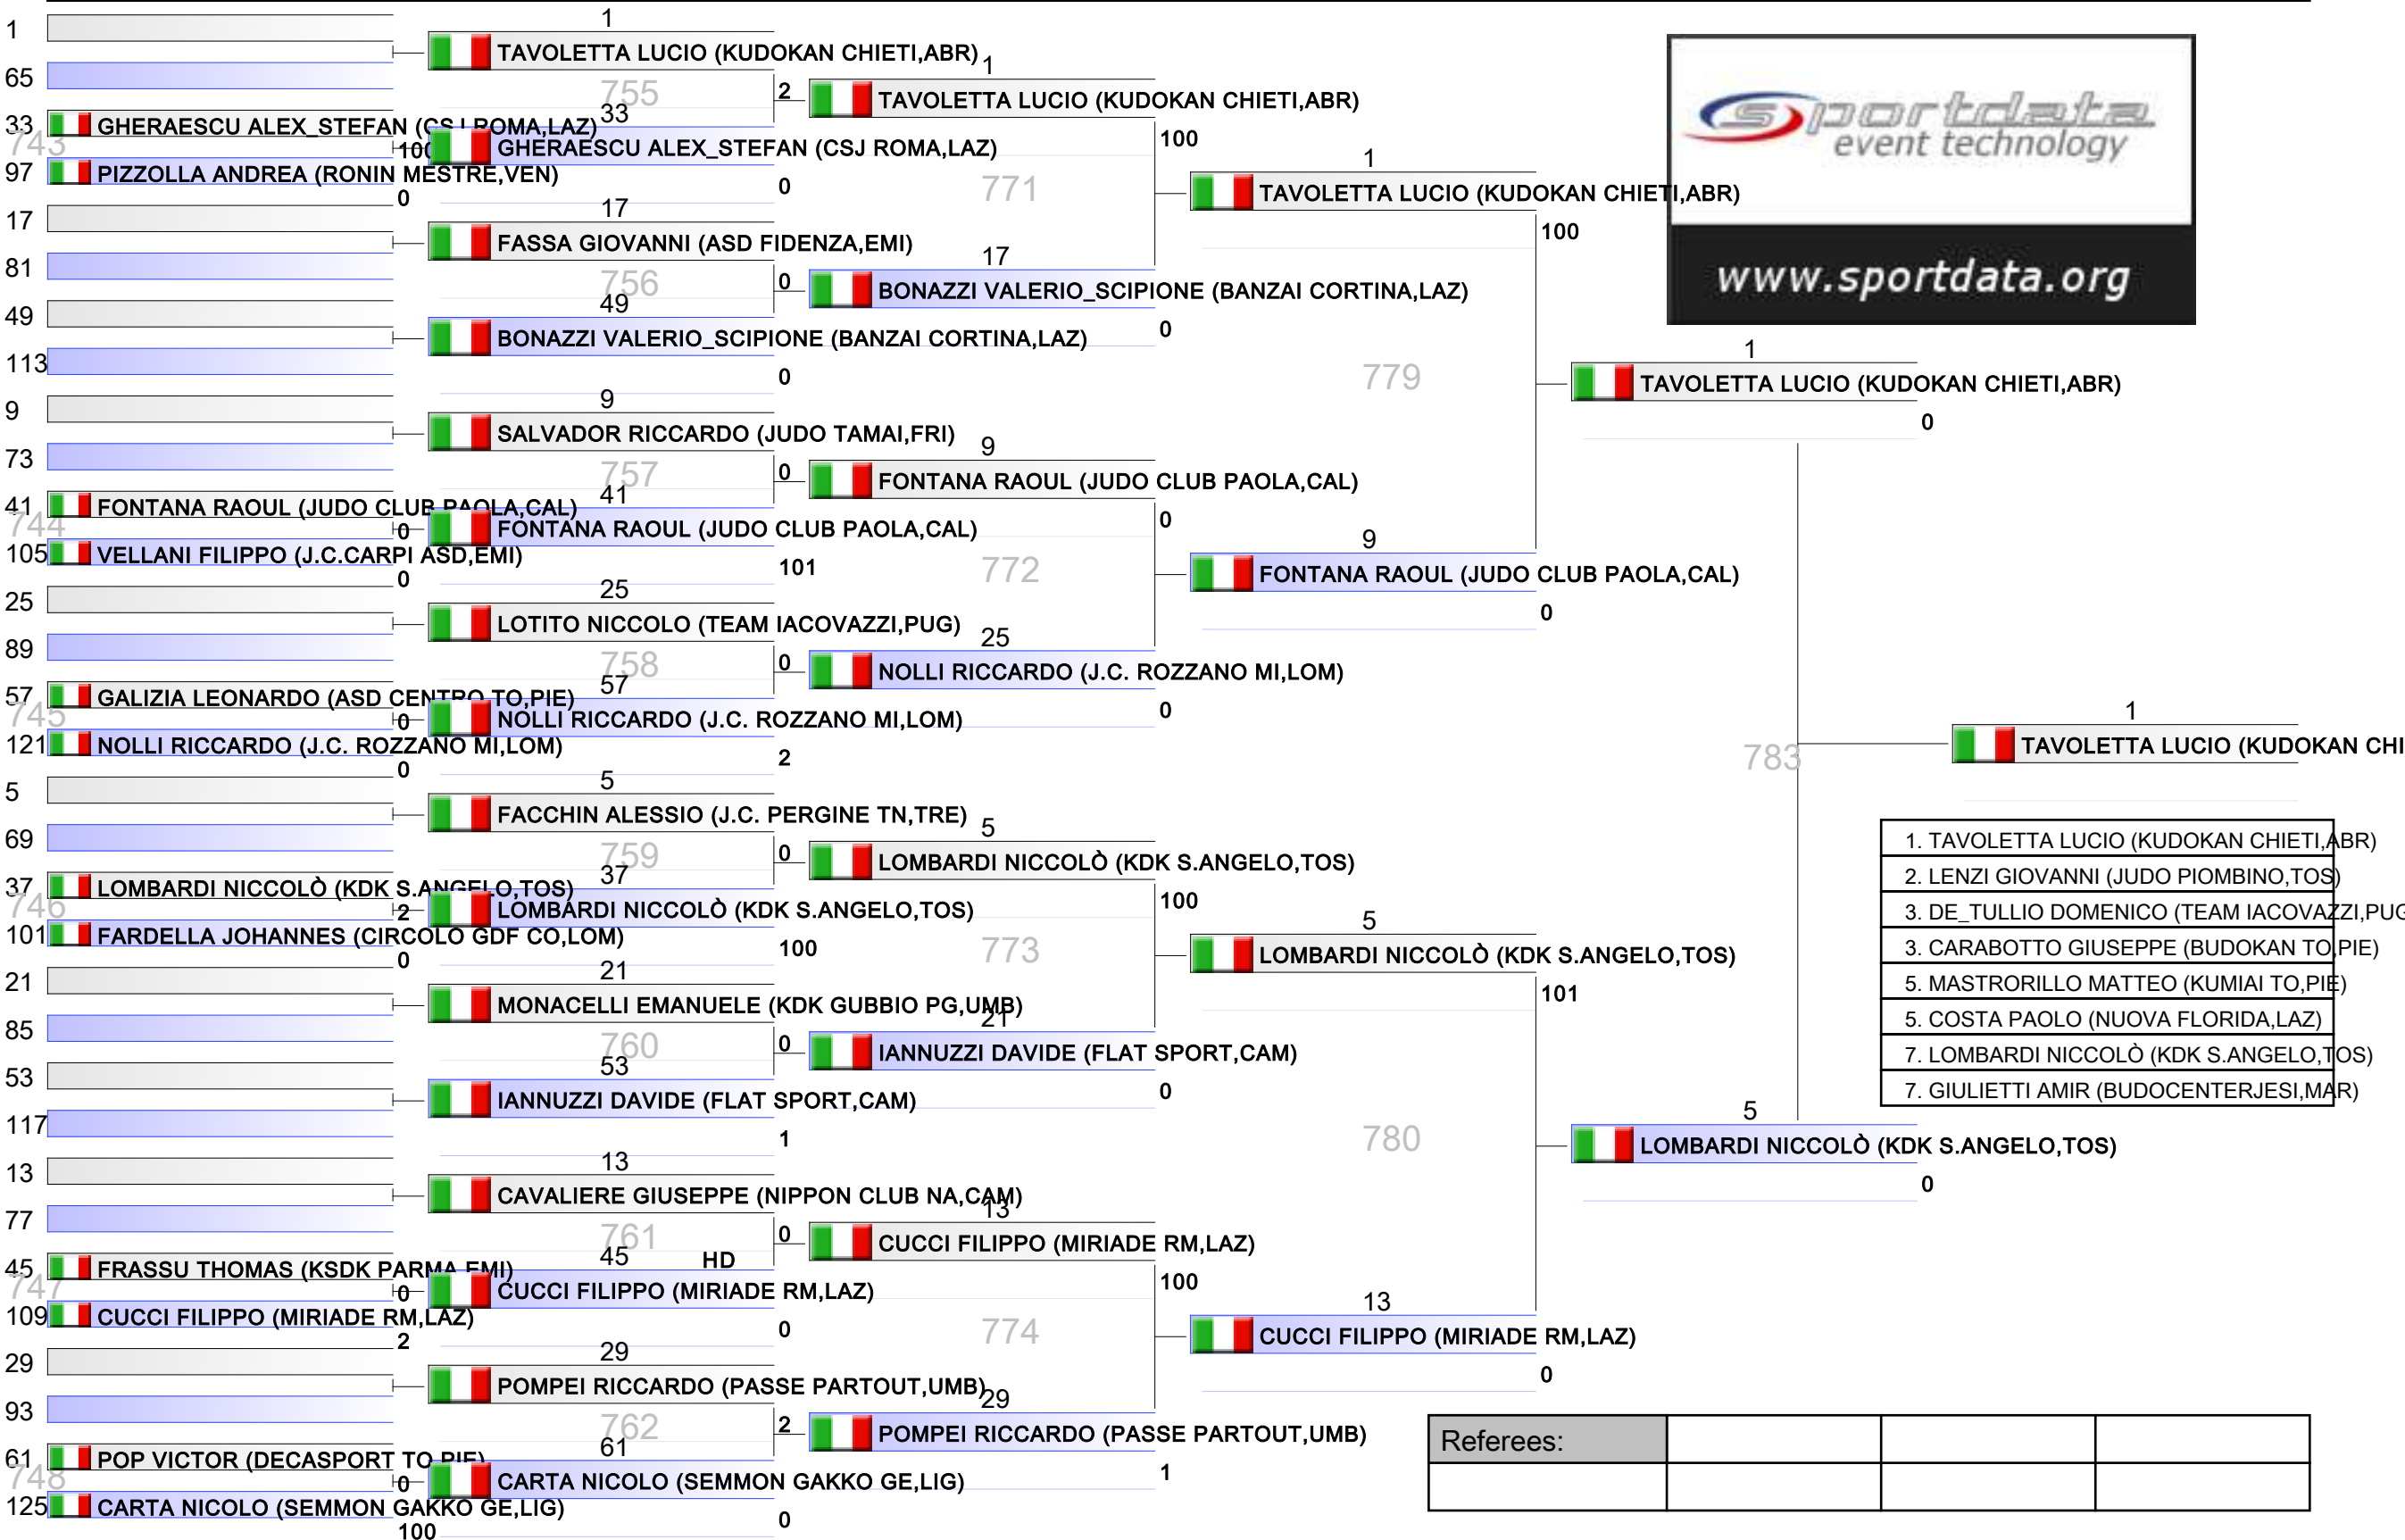 1
65
33 GHERAESCU ALEX_STEFAN (CSJ ROMA,LAZ)
743
100
97 PIZZOLLA ANDREA (RONIN MESTRE,VEN)
0
17
81
49
113
9
73
41 FONTANA RAOUL (JUDO CLUB PAOLA,CAL)
744
0
105 VELLANI FILIPPO (J.C.CARPI ASD,EMI)
0
25
89
57 GALIZIA LEONARDO (ASD CENTRO TO,PIE)
745
0
121 NOLLI RICCARDO (J.C. ROZZANO MI,LOM)
0
5
69
37 LOMBARDI NICCOLÒ (KDK S.ANGELO,TOS)
746
2
101 FARDELLA JOHANNES (CIRCOLO GDF CO,LOM)
0
21
85
53
117
13
77
45 FRASSU THOMAS (KSDK PARMA,EMI)
747
0
109 CUCCI FILIPPO (MIRIADE RM,LAZ)
2
29
93
61 POP VICTOR (DECASPORT TO,PIE)
748
0
125 CARTA NICOLO (SEMMON GAKKO GE,LIG)
100
1
TAVOLETTA LUCIO (KUDOKAN CHIETI,ABR)
755
2
33
GHERAESCU ALEX_STEFAN (CSJ ROMA,LAZ)
0
17
FASSA GIOVANNI (ASD FIDENZA,EMI)
756
0
49
BONAZZI VALERIO_SCIPIONE (BANZAI CORTINA,LAZ)
0
9
SALVADOR RICCARDO (JUDO TAMAI,FRI)
757
0
41
FONTANA RAOUL (JUDO CLUB PAOLA,CAL)
101
25
LOTITO NICCOLO (TEAM IACOVAZZI,PUG)
758
0
57
NOLLI RICCARDO (J.C. ROZZANO MI,LOM)
2
5
FACCHIN ALESSIO (J.C. PERGINE TN,TRE)
759
0
37
LOMBARDI NICCOLÒ (KDK S.ANGELO,TOS)
100
21
MONACELLI EMANUELE (KDK GUBBIO PG,UMB)
760
0
53
IANNUZZI DAVIDE (FLAT SPORT,CAM)
1
13
CAVALIERE GIUSEPPE (NIPPON CLUB NA,CAM)
761
0
45 HD
CUCCI FILIPPO (MIRIADE RM,LAZ)
0
29
POMPEI RICCARDO (PASSE PARTOUT,UMB)
762
2
61
CARTA NICOLO (SEMMON GAKKO GE,LIG)
0
1
TAVOLETTA LUCIO (KUDOKAN CHIETI,ABR)
100
771
17
BONAZZI VALERIO_SCIPIONE (BANZAI CORTINA,LAZ)
0
9
FONTANA RAOUL (JUDO CLUB PAOLA,CAL)
0
772
25
NOLLI RICCARDO (J.C. ROZZANO MI,LOM)
0
5
LOMBARDI NICCOLÒ (KDK S.ANGELO,TOS)
100
773
21
IANNUZZI DAVIDE (FLAT SPORT,CAM)
0
13
CUCCI FILIPPO (MIRIADE RM,LAZ)
100
774
29
POMPEI RICCARDO (PASSE PARTOUT,UMB)
1
1
TAVOLETTA LUCIO (KUDOKAN CHIETI,ABR)
100
779
9
FONTANA RAOUL (JUDO CLUB PAOLA,CAL)
0
5
LOMBARDI NICCOLÒ (KDK S.ANGELO,TOS)
101
780
13
CUCCI FILIPPO (MIRIADE RM,LAZ)
0
sportdata
event technology
www.sportdata.org
1
TAVOLETTA LUCIO (KUDOKAN CHIETI,ABR)
0
783
5
LOMBARDI NICCOLÒ (KDK S.ANGELO,TOS)
0
1
TAVOLETTA LUCIO (KUDOKAN CHI
1. TAVOLETTA LUCIO (KUDOKAN CHIETI,ABR)
2. LENZI GIOVANNI (JUDO PIOMBINO,TOS)
3. DE_TULLIO DOMENICO (TEAM IACOVAZZI,PUG
3. CARABOTTO GIUSEPPE (BUDOKAN TO,PIE)
5. MASTRORILLO MATTEO (KUMIAI TO,PIE)
5. COSTA PAOLO (NUOVA FLORIDA,LAZ)
7. LOMBARDI NICCOLÒ (KDK S.ANGELO,TOS)
7. GIULIETTI AMIR (BUDOCENTERJESI,MAR)
Referees: